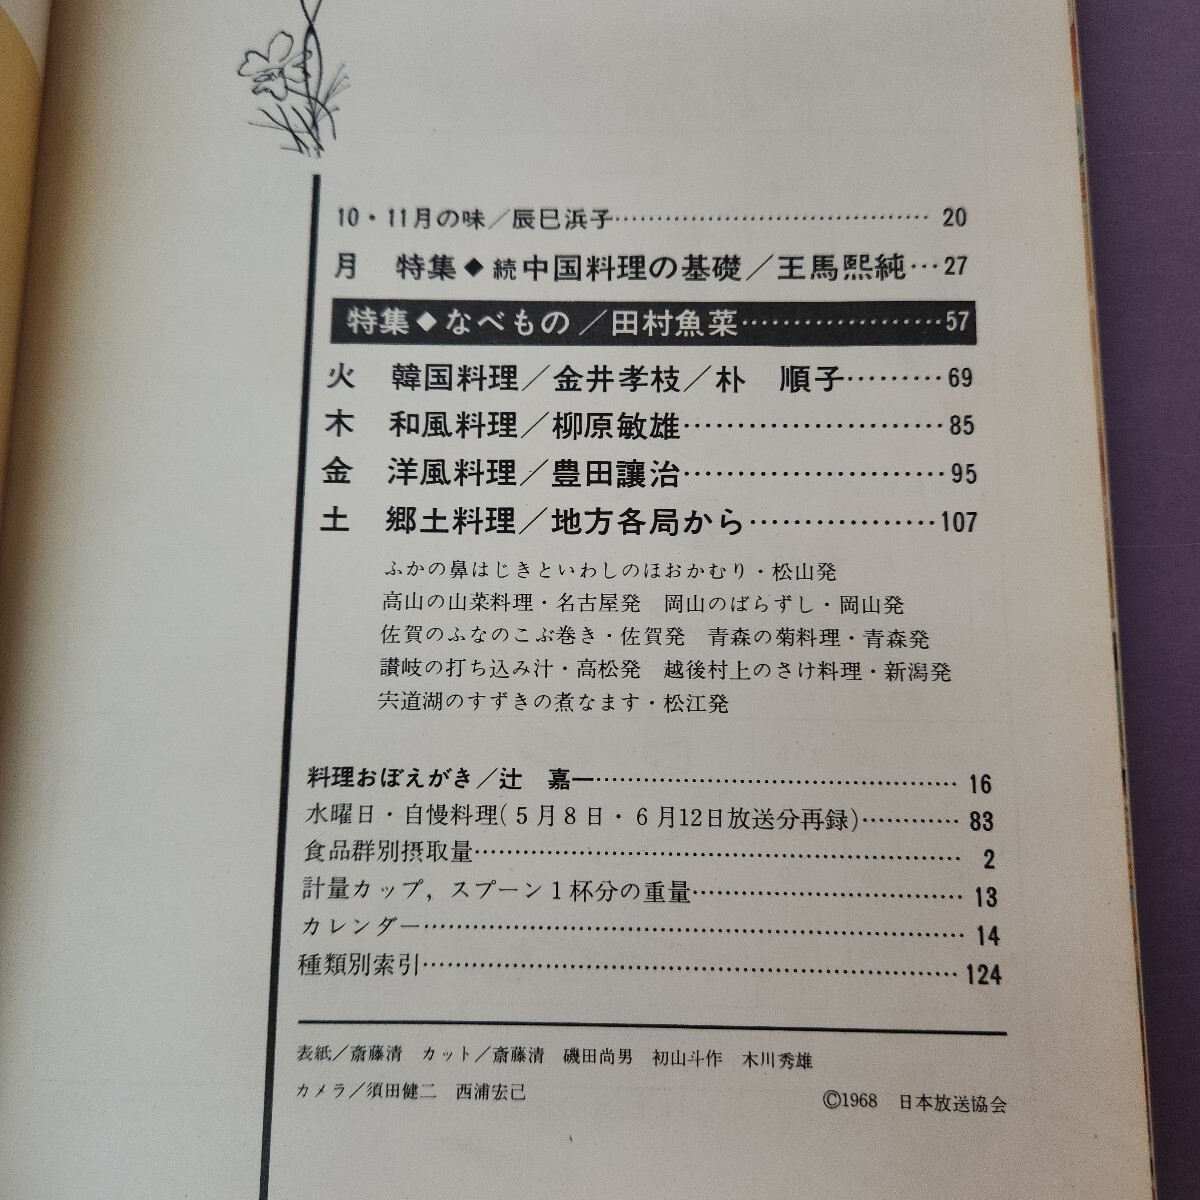 10・11月の味／辰巳浜子 20
月　特集◆続中国料理の基礎／王馬熙純 27
特集◆なべもの／田村魚菜 57
火　韓国料理／金井孝枝／朴　順子 69
木　和風料理／柳原敏雄 85
金　洋風料理／豊田讓治 95
土　郷土料理／地方各局から 107
ふかの鼻はじきといわしのほおかむり・松山発
高山の山菜料理・名古屋発　岡山のばらずし・岡山発
佐賀のふなのこぶ巻き・佐賀発　青森の菊料理・青森発
讃岐の打ち込み汁・高松発　越後村上のさけ料理・新潟発
宍道湖のすずきの煮なます・松江発
料理おぼえがき／辻　嘉一 16
水曜日・自慢料理(5月8日・6月12日放送分再録) 83
食品群別摂取量 2
計量カップ，スプーン1杯分の重量 13
カレンダー 14
種類別索引 124
表紙／斎藤清　カット／斎藤清　磯田尚男　初山斗作　木川秀雄
カメラ／須田健二　西浦宏己
©1968　日本放送協会